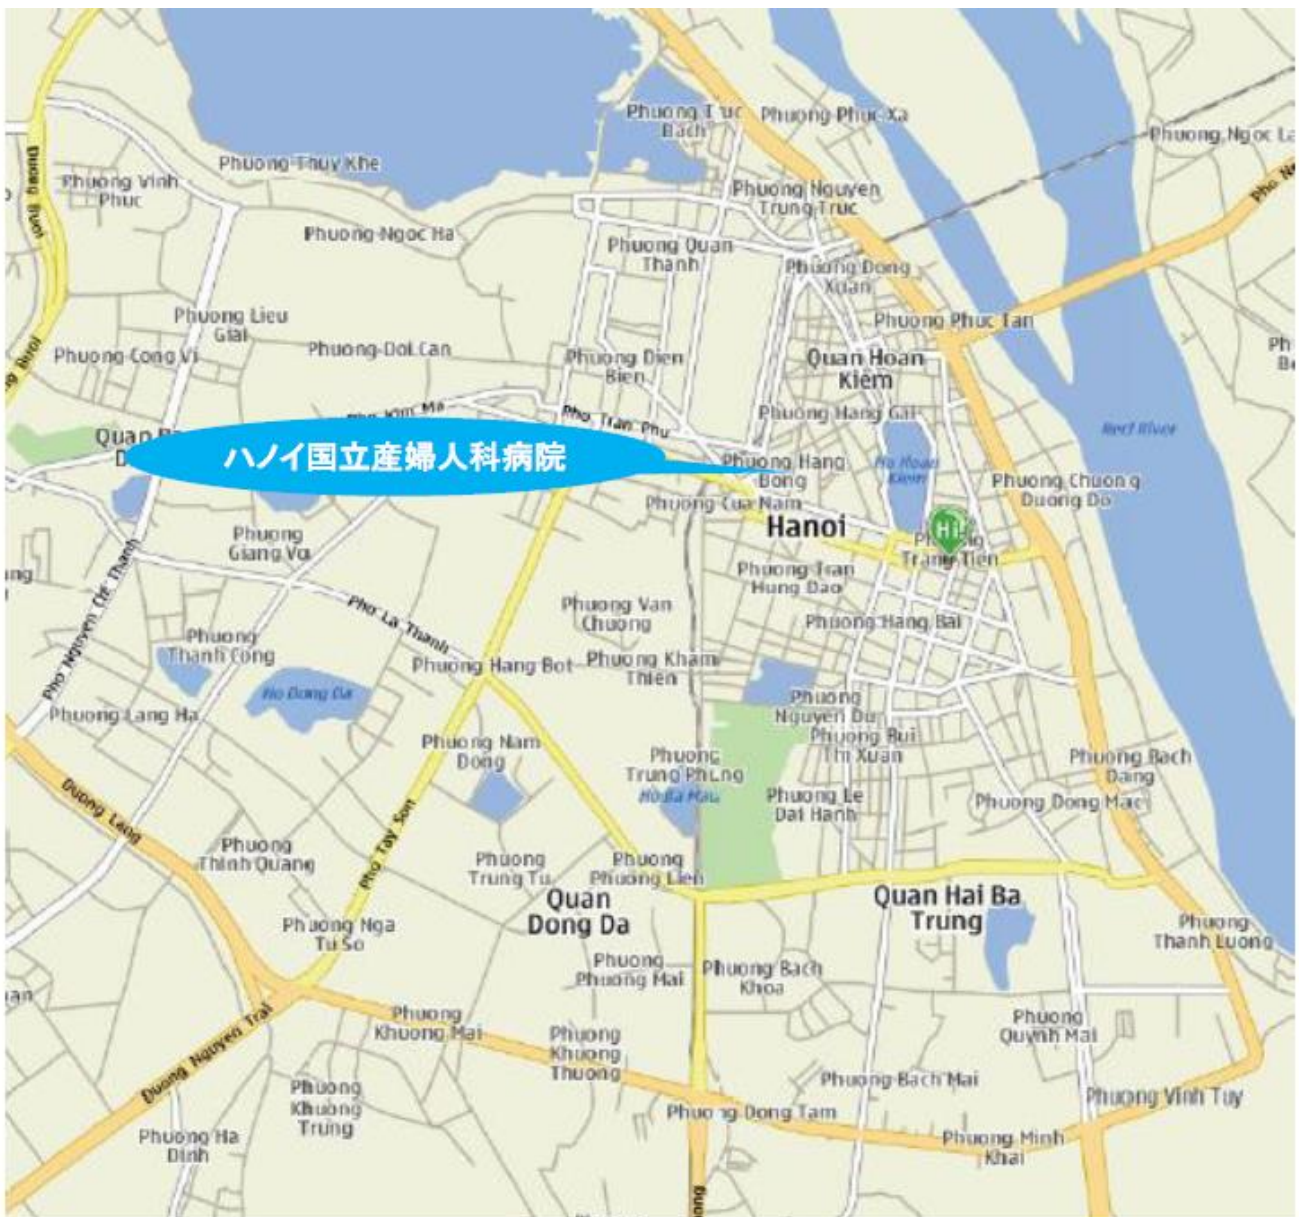 Phuong Truc
Bach
Phuong Phuc Xa
Phuong Ngoc La
Phuong Thuy Khe
Duong Buoi
Phuong Vinh
Phuc
Phuong Nguyen
Trung Truc
Phuong Ngoc Ha
Phuong Quan
Thanh
Phuong Dong
Xuan
Phuong Lieu
Giai
Phuong Phuc Tan
Phuong Cong Vi
Phuong Doi Can
Phuong Dien
Bien
Quan Hoan
Kiem
Pho Kim Ma
Pho Tran Phu
Phuong Hang Gai
Red River
ハノイ国立産婦人科病院
Phuong Hang
Bong
Ho Hoan
Kiem
Phuong Chuong
Duong Do
Phuong Cua Nam
Hanoi
Hi!
Trang Tien
Phuong
Giang Vo
Phuong Tran
Hung Dao
Phuong Van
Chuong
Pho La Thanh
Phuong Hang Bai
Phuong
Thanh Cong
Phuong Hang Bot
Phuong Kham
Thien
Ho Dong Da
Phuong
Nguyen Du
Phuong Lang Ha
Phuong Bui
Thi Xuan
Phuong Nam
Dong
Phuong
Trung Phung
Ho Ba Mau
Phuong Bach
Dang
Duong Lang
Phuong Le
Dai Hanh
Phuong Dong Mac
Pho Tay Son
Phuong
Thinh Quang
Phuong
Trung Tu
Phuong
Phuong Lien
Quan
Dong Da
Quan Hai Ba
Trung
Phuong Nga
Tu So
Phuong
Thanh Luong
Phuong
Phuong Mai
Phuong Bach
Khoa
Duong Nguyen Trai
Phuong
Khuong Mai
Phuong
Khuong
Thuong
Phuong
Quynh Mai
Phuong Bach Mai
Phuong
Khuong
Trung
Phuong Vinh Tuy
Phuong Dong Tam
Phuong Ha
Dinh
Phuong Minh
Khai